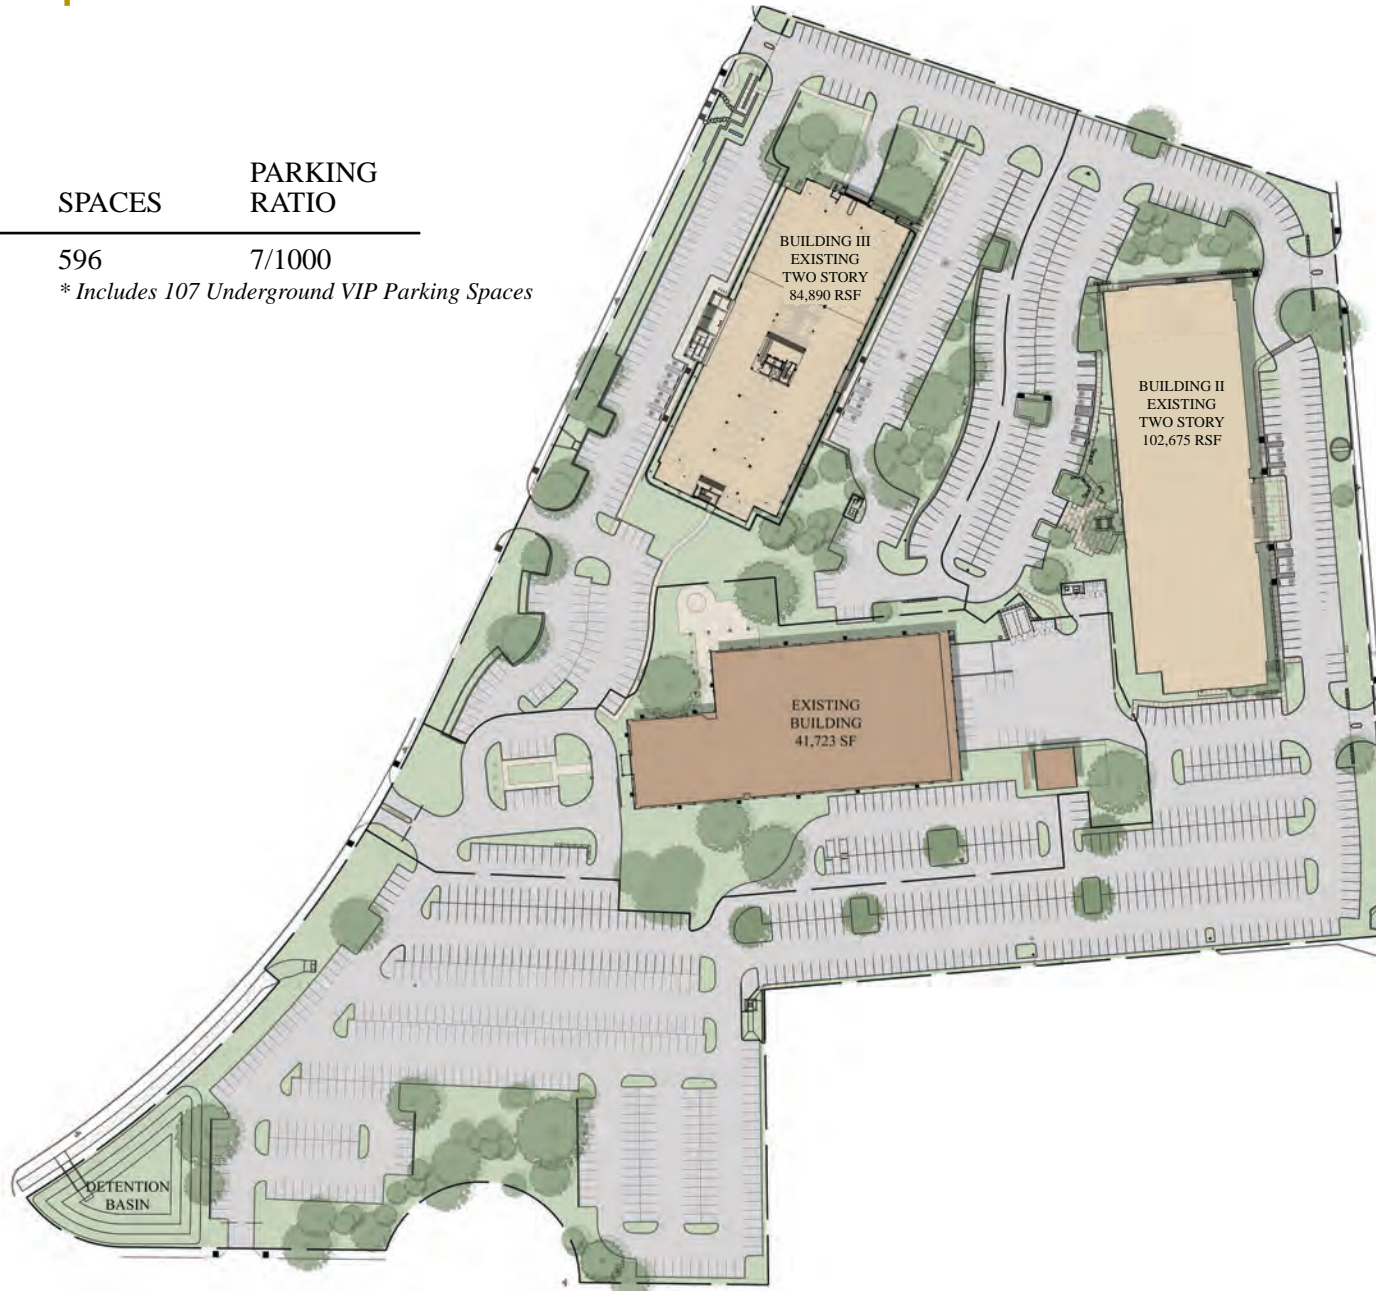 SPACES
PARKING
RATIO
596
7/1000
* Includes 107 Underground VIP Parking Spaces
BUILDING III
EXISTING
TWO STORY
84,890 RSF
BUILDING II
EXISTING
TWO STORY
102,675 RSF
EXISTING
BUILDING
41,723 SF
DETENTION
BASIN